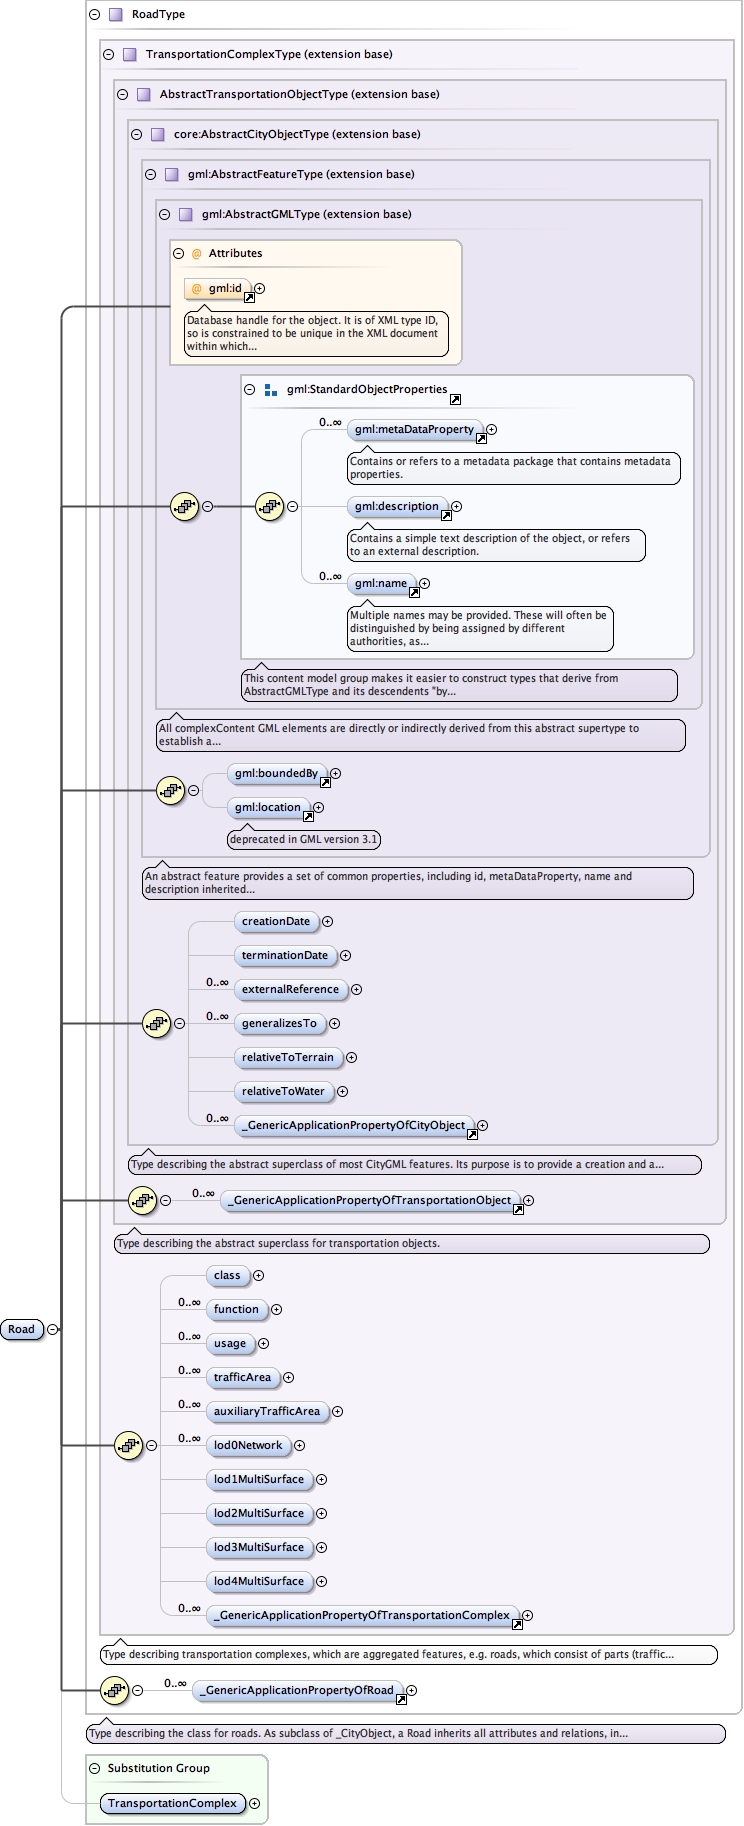 RoadType
TransportationComplexType (extension base)
AbstractTransportationObjectType (extension base)
core:AbstractCityObjectType (extension base)
gml:AbstractFeatureType (extension base)
gml:AbstractGMLType (extension base)
@ Attributes
@ gml:id
Database handle for the object. It is of XML type ID,
so is constrained to be unique in the XML document
within which...
gml:StandardObjectProperties
0..∞
gml:metaDataProperty
Contains or refers to a metadata package that contains metadata
properties.
gml:description
Contains a simple text description of the object, or refers
to an external description.
0..∞
gml:name
Multiple names may be provided. These will often be
distinguished by being assigned by different
authorities, as...
This content model group makes it easier to construct types that derive from
AbstractGMLType and its descendents "by...
All complexContent GML elements are directly or indirectly derived from this abstract supertype to
establish a...
gml:boundedBy
gml:location
deprecated in GML version 3.1
An abstract feature provides a set of common properties, including id, metaDataProperty, name and
description inherited...
creationDate
terminationDate
0..∞
externalReference
0..∞
generalizesTo
relativeToTerrain
relativeToWater
0..∞
_GenericApplicationPropertyOfCityObject
Type describing the abstract superclass of most CityGML features. Its purpose is to provide a creation and a...
0..∞
_GenericApplicationPropertyOfTransportationObject
Type describing the abstract superclass for transportation objects.
class
0..∞
function
0..∞
usage
0..∞
trafficArea
0..∞
auxiliaryTrafficArea
0..∞
lod0Network
lod1MultiSurface
lod2MultiSurface
lod3MultiSurface
lod4MultiSurface
0..∞
_GenericApplicationPropertyOfTransportationComplex
Road
Type describing transportation complexes, which are aggregated features, e.g. roads, which consist of parts (traffic...
0..∞
_GenericApplicationPropertyOfRoad
Type describing the class for roads. As subclass of _CityObject, a Road inherits all attributes and relations, in...
Substitution Group
TransportationComplex